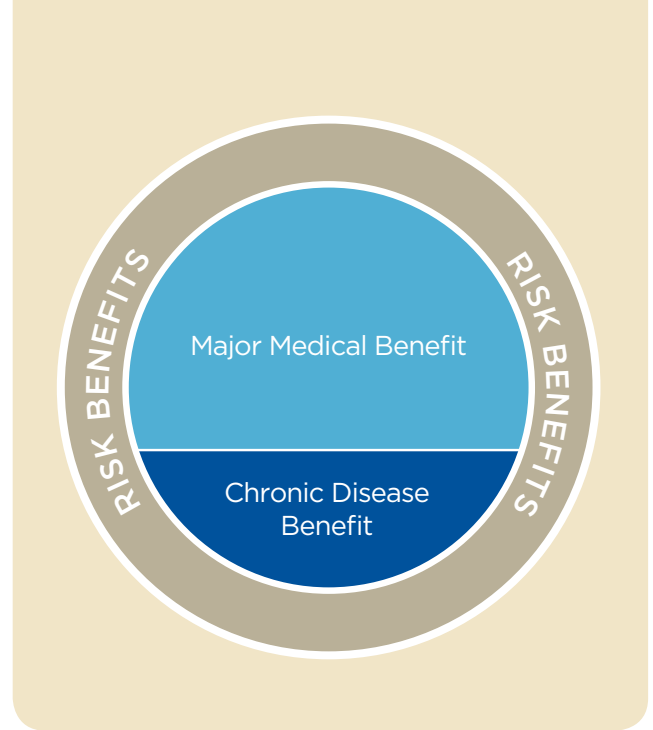 RISK BENEFITS
RISK BENEFITS
Major Medical Benefit
Chronic Disease
Benefit